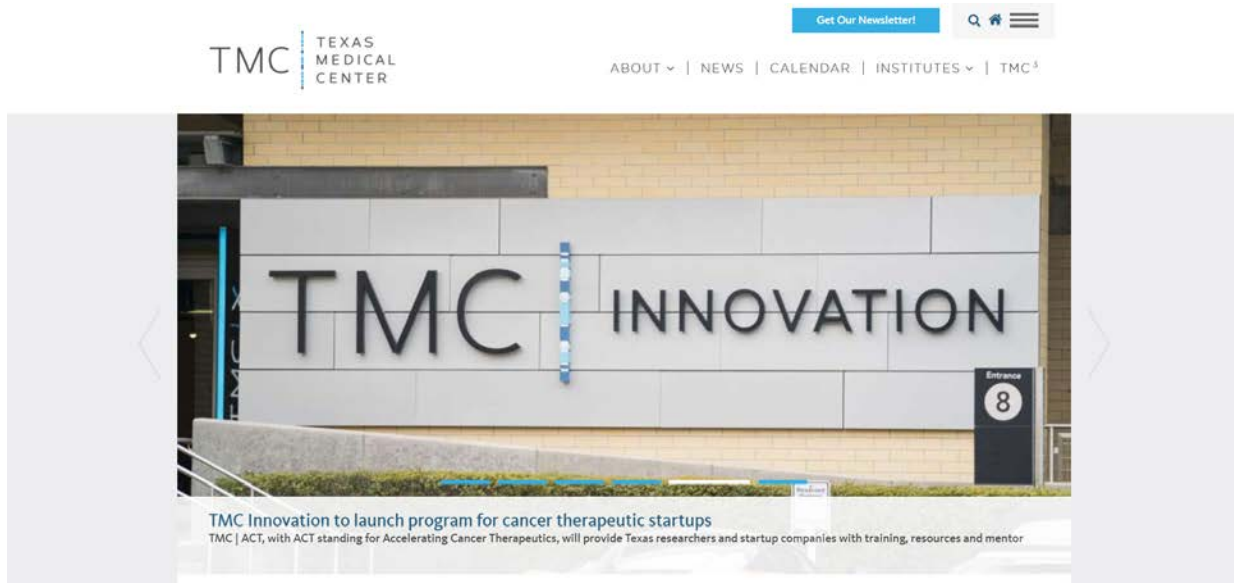 Get Our Newsletter!
TMC
TEXAS
MEDICAL
CENTER
ABOUT | NEWS | CALENDAR | INSTITUTES | TMC³
TMC | INNOVATION
TMC | X
Entrance
8
TMC Innovation to launch program for cancer therapeutic startups
TMC | ACT, with ACT standing for Accelerating Cancer Therapeutics, will provide Texas researchers and startup companies with training, resources and mentor